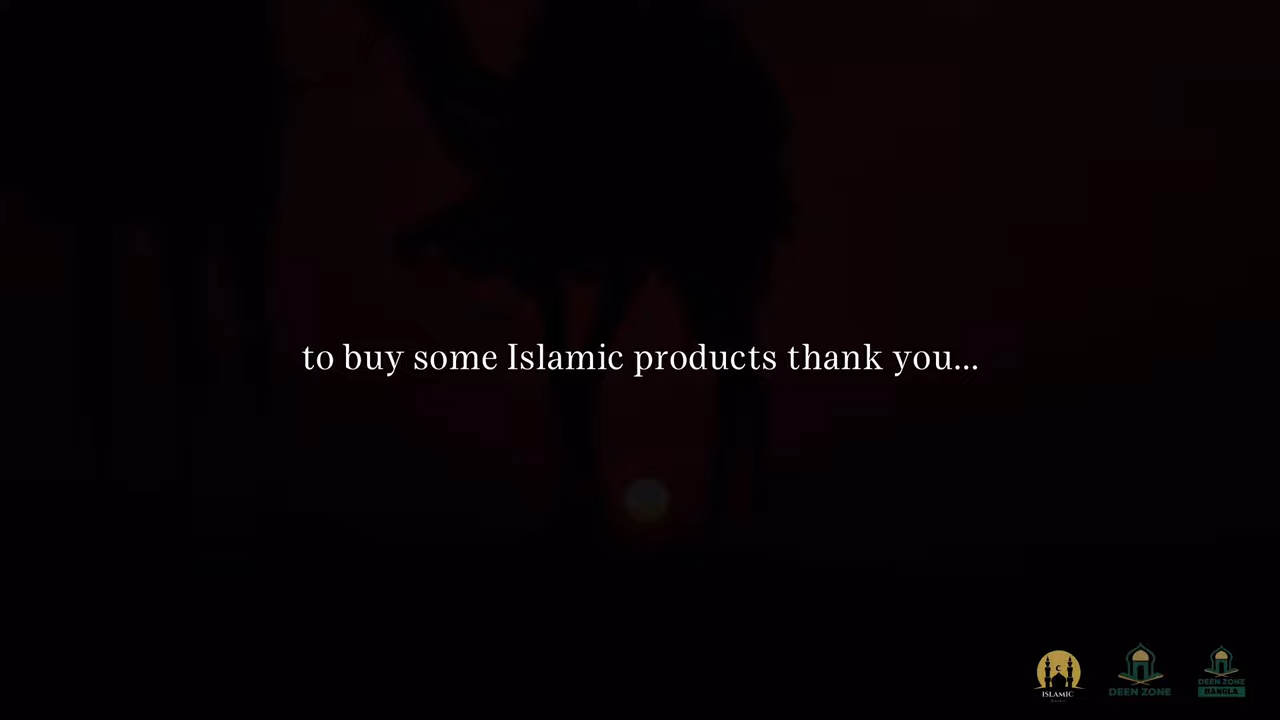 to buy some Islamic products thank you...
ISLAMIC
DEEN ZONE
DEEN ZONE
BANGLA